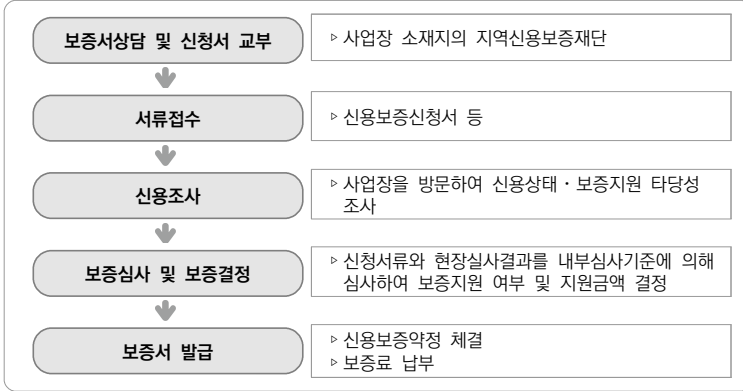 보증서상담 및 신청서 교부
▹사업장 소재지의 지역신용보증재단
서류접수
▹신용보증신청서 등
신용조사
▹사업장을 방문하여 신용상태・보증지원 타당성
조사
보증심사 및 보증결정
▹신청서류와 현장실사결과를 내부심사기준에 의해
심사하여 보증지원 여부 및 지원금액 결정
보증서 발급
▹신용보증약정 체결
▹보증료 납부